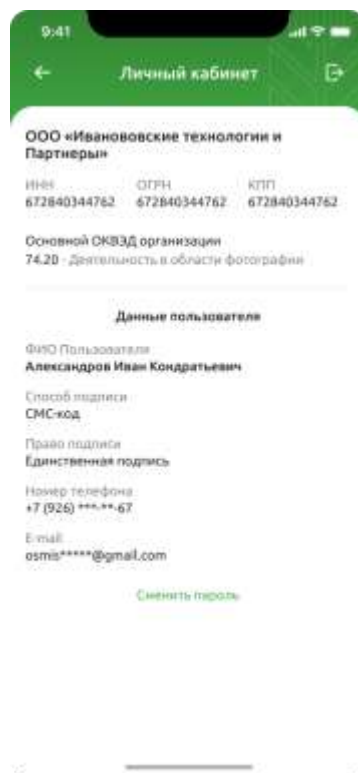 9:41
Личный кабинет
ООО «Иванововские технологии и
Партнеры»
ИНН ОГРН КПП
672840344762 672840344762 672840344762
Основной ОКВЭД организации
74.20 - Деятельность в области фотографии
Данные пользователя
ФИО Пользователя
Александров Иван Кондратьевич
Способ подписи
СМС-код
Право подписи
Единственная подпись
Номер телефона
+7 (926) ***-**-67
E-mail
osmis*****@gmail.com
Сменить пароль